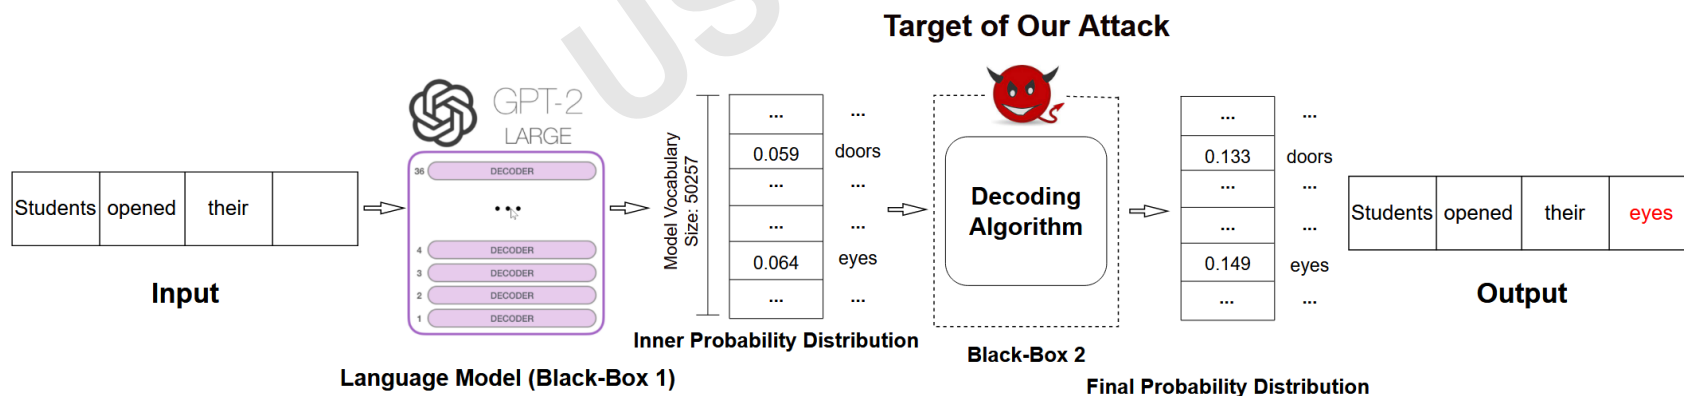 Target of Our Attack
US
GPT-2
LARGE
36 DECODER
...
4 DECODER
3 DECODER
2 DECODER
1 DECODER
Students opened their
Input
Language Model (Black-Box 1)
Model Vocabulary
Size: 50257
... ...
0.059 doors
... ...
...  ...
0.064 eyes
... ...
Inner Probability Distribution
Decoding
Algorithm
Black-Box 2
... ...
0.133 doors
... ...
... ...
0.149 eyes
... ...
Final Probability Distribution
Students opened their eyes
Output